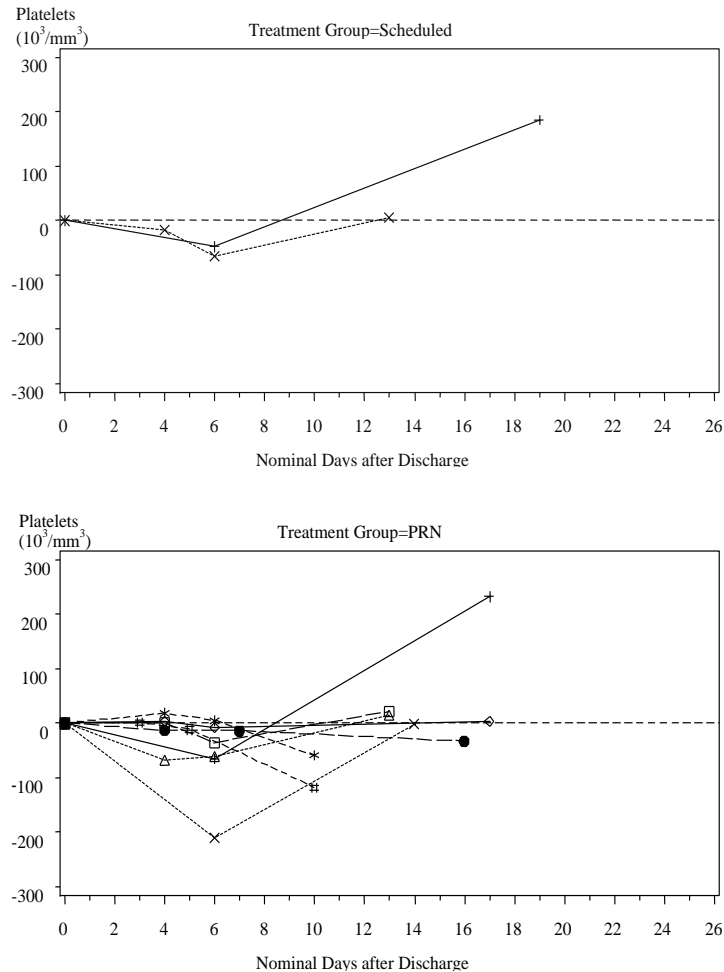 Platelets
(10³/mm³)
Treatment Group=Scheduled
300
200
100
0
-100
-200
-300
0 2 4 6 8 10 12 14 16 18 20 22 24 26
Nominal Days after Discharge
Platelets
(10³/mm³)
Treatment Group=PRN
300
200
100
0
-100
-200
-300
0 2 4 6 8 10 12 14 16 18 20 22 24 26
Nominal Days after Discharge